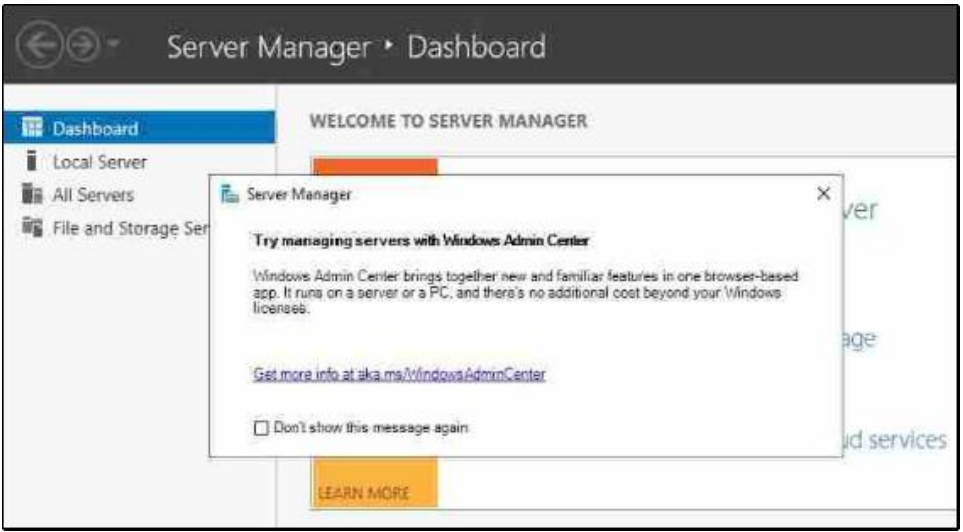 Server Manager ‣ Dashboard
Dashboard
Local Server
All Servers
File and Storage Ser
WELCOME TO SERVER MANAGER
Server Manager
Try managing servers with Windows Admin Center
Windows Admin Center brings together new and familiar features in one browser-based
app. It runs on a server or a PC, and there's no additional cost beyond your Windows
licenses.
Get more info at aka.ms/WindowsAdminCenter
Don't show this message again
ver
age
ud services
LEARN MORE